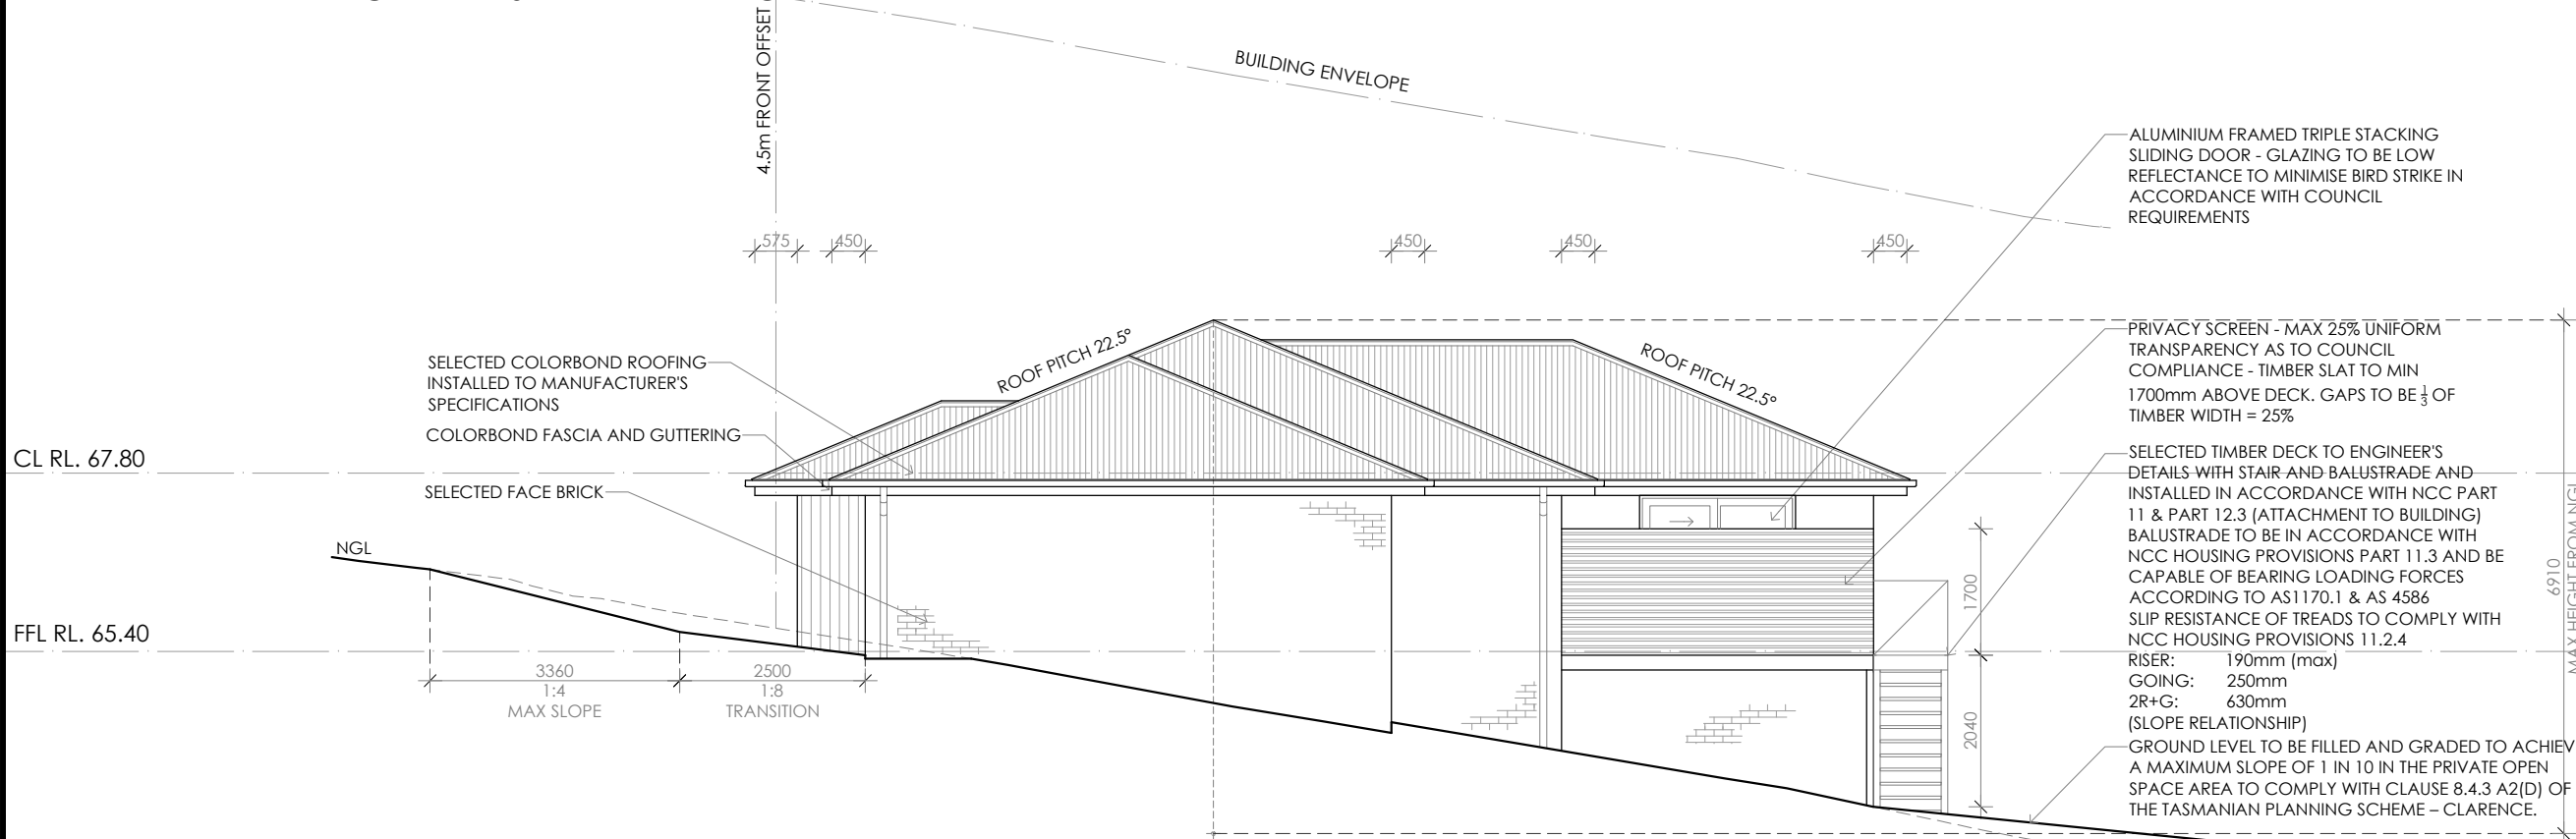 BUILDING ENVELOPE
4.5m FRONT OFFSET
575
450
450
450
450
ALUMINIUM FRAMED TRIPLE STACKING
SLIDING DOOR - GLAZING TO BE LOW
REFLECTANCE TO MINIMISE BIRD STRIKE IN
ACCORDANCE WITH COUNCIL
REQUIREMENTS
PRIVACY SCREEN - MAX 25% UNIFORM
TRANSPARENCY AS TO COUNCIL
COMPLIANCE - TIMBER SLAT TO MIN
1700mm ABOVE DECK. GAPS TO BE 1/3 OF
TIMBER WIDTH = 25%
SELECTED TIMBER DECK TO ENGINEER'S
DETAILS WITH STAIR AND BALUSTRADE AND
INSTALLED IN ACCORDANCE WITH NCC PART
11 & PART 12.3 (ATTACHMENT TO BUILDING)
BALUSTRADE TO BE IN ACCORDANCE WITH
NCC HOUSING PROVISIONS PART 11.3 AND BE
CAPABLE OF BEARING LOADING FORCES
ACCORDING TO AS1170.1 & AS 4586
SLIP RESISTANCE OF TREADS TO COMPLY WITH
NCC HOUSING PROVISIONS 11.2.4
RISER: 190mm (max)
GOING: 250mm
2R+G: 630mm
(SLOPE RELATIONSHIP)
GROUND LEVEL TO BE FILLED AND GRADED TO ACHIEV
A MAXIMUM SLOPE OF 1 IN 10 IN THE PRIVATE OPEN
SPACE AREA TO COMPLY WITH CLAUSE 8.4.3 A2(D) OF
THE TASMANIAN PLANNING SCHEME – CLARENCE.
ROOF PITCH 22.5°
ROOF PITCH 22.5°
SELECTED COLORBOND ROOFING
INSTALLED TO MANUFACTURER'S
SPECIFICATIONS
COLORBOND FASCIA AND GUTTERING
CL RL. 67.80
SELECTED FACE BRICK
NGL
FFL RL. 65.40
3360
1:4
MAX SLOPE
2500
1:8
TRANSITION
1700
2040
6910
MAX HEIGHT FROM NGL